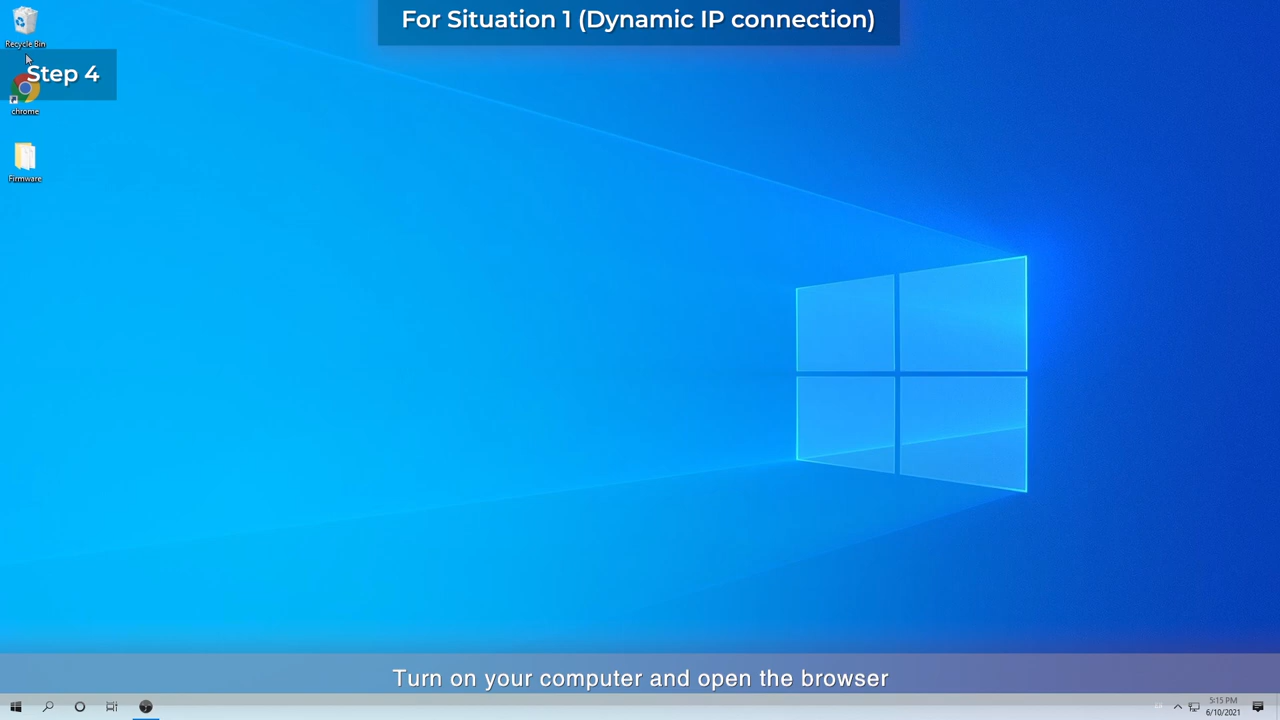 For Situation 1 (Dynamic IP connection)
Recycle Bin
Step 4
chrome
Firmware
Turn on your computer and open the browser
5:15 PM
6/10/2021